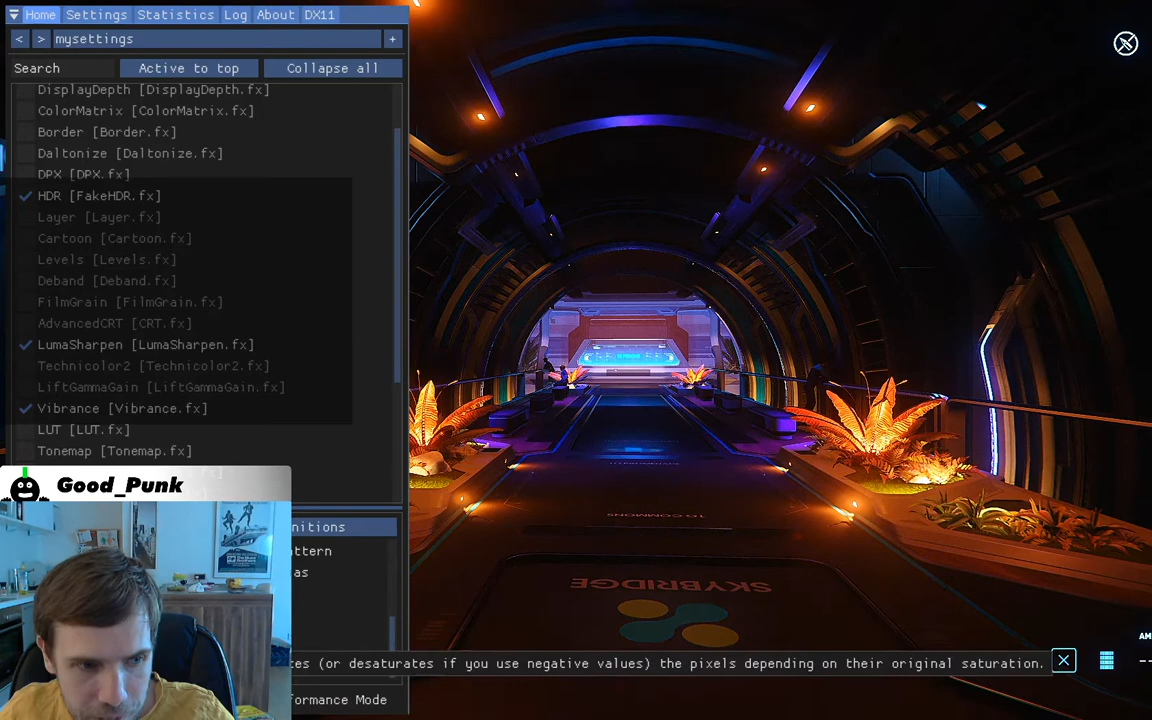 Home Settings Statistics Log About DX11
< > mysettings +
Search Active to top Collapse all
DisplayDepth [DisplayDepth.fx]
ColorMatrix [ColorMatrix.fx]
Border [Border.fx]
Daltonize [Daltonize.fx]
DPX [DPX.fx]
HDR [FakeHDR.fx]
Layer [Layer.fx]
Cartoon [Cartoon.fx]
Levels [Levels.fx]
Deband [Deband.fx]
FilmGrain [FilmGrain.fx]
AdvancedCRT [CRT.fx]
LumaSharpen [LumaSharpen.fx]
Technicolor2 [Technicolor2.fx]
LiftGammaGain [LiftGammaGain.fx]
Vibrance [Vibrance.fx]
LUT [LUT.fx]
Tonemap [Tonemap.fx]
Good_Punk
nitions
ttern
as
tes (or desaturates if you use negative values) the pixels depending on their original saturation.
formance Mode
TO COMMONS
SKYBRIDGE
AM